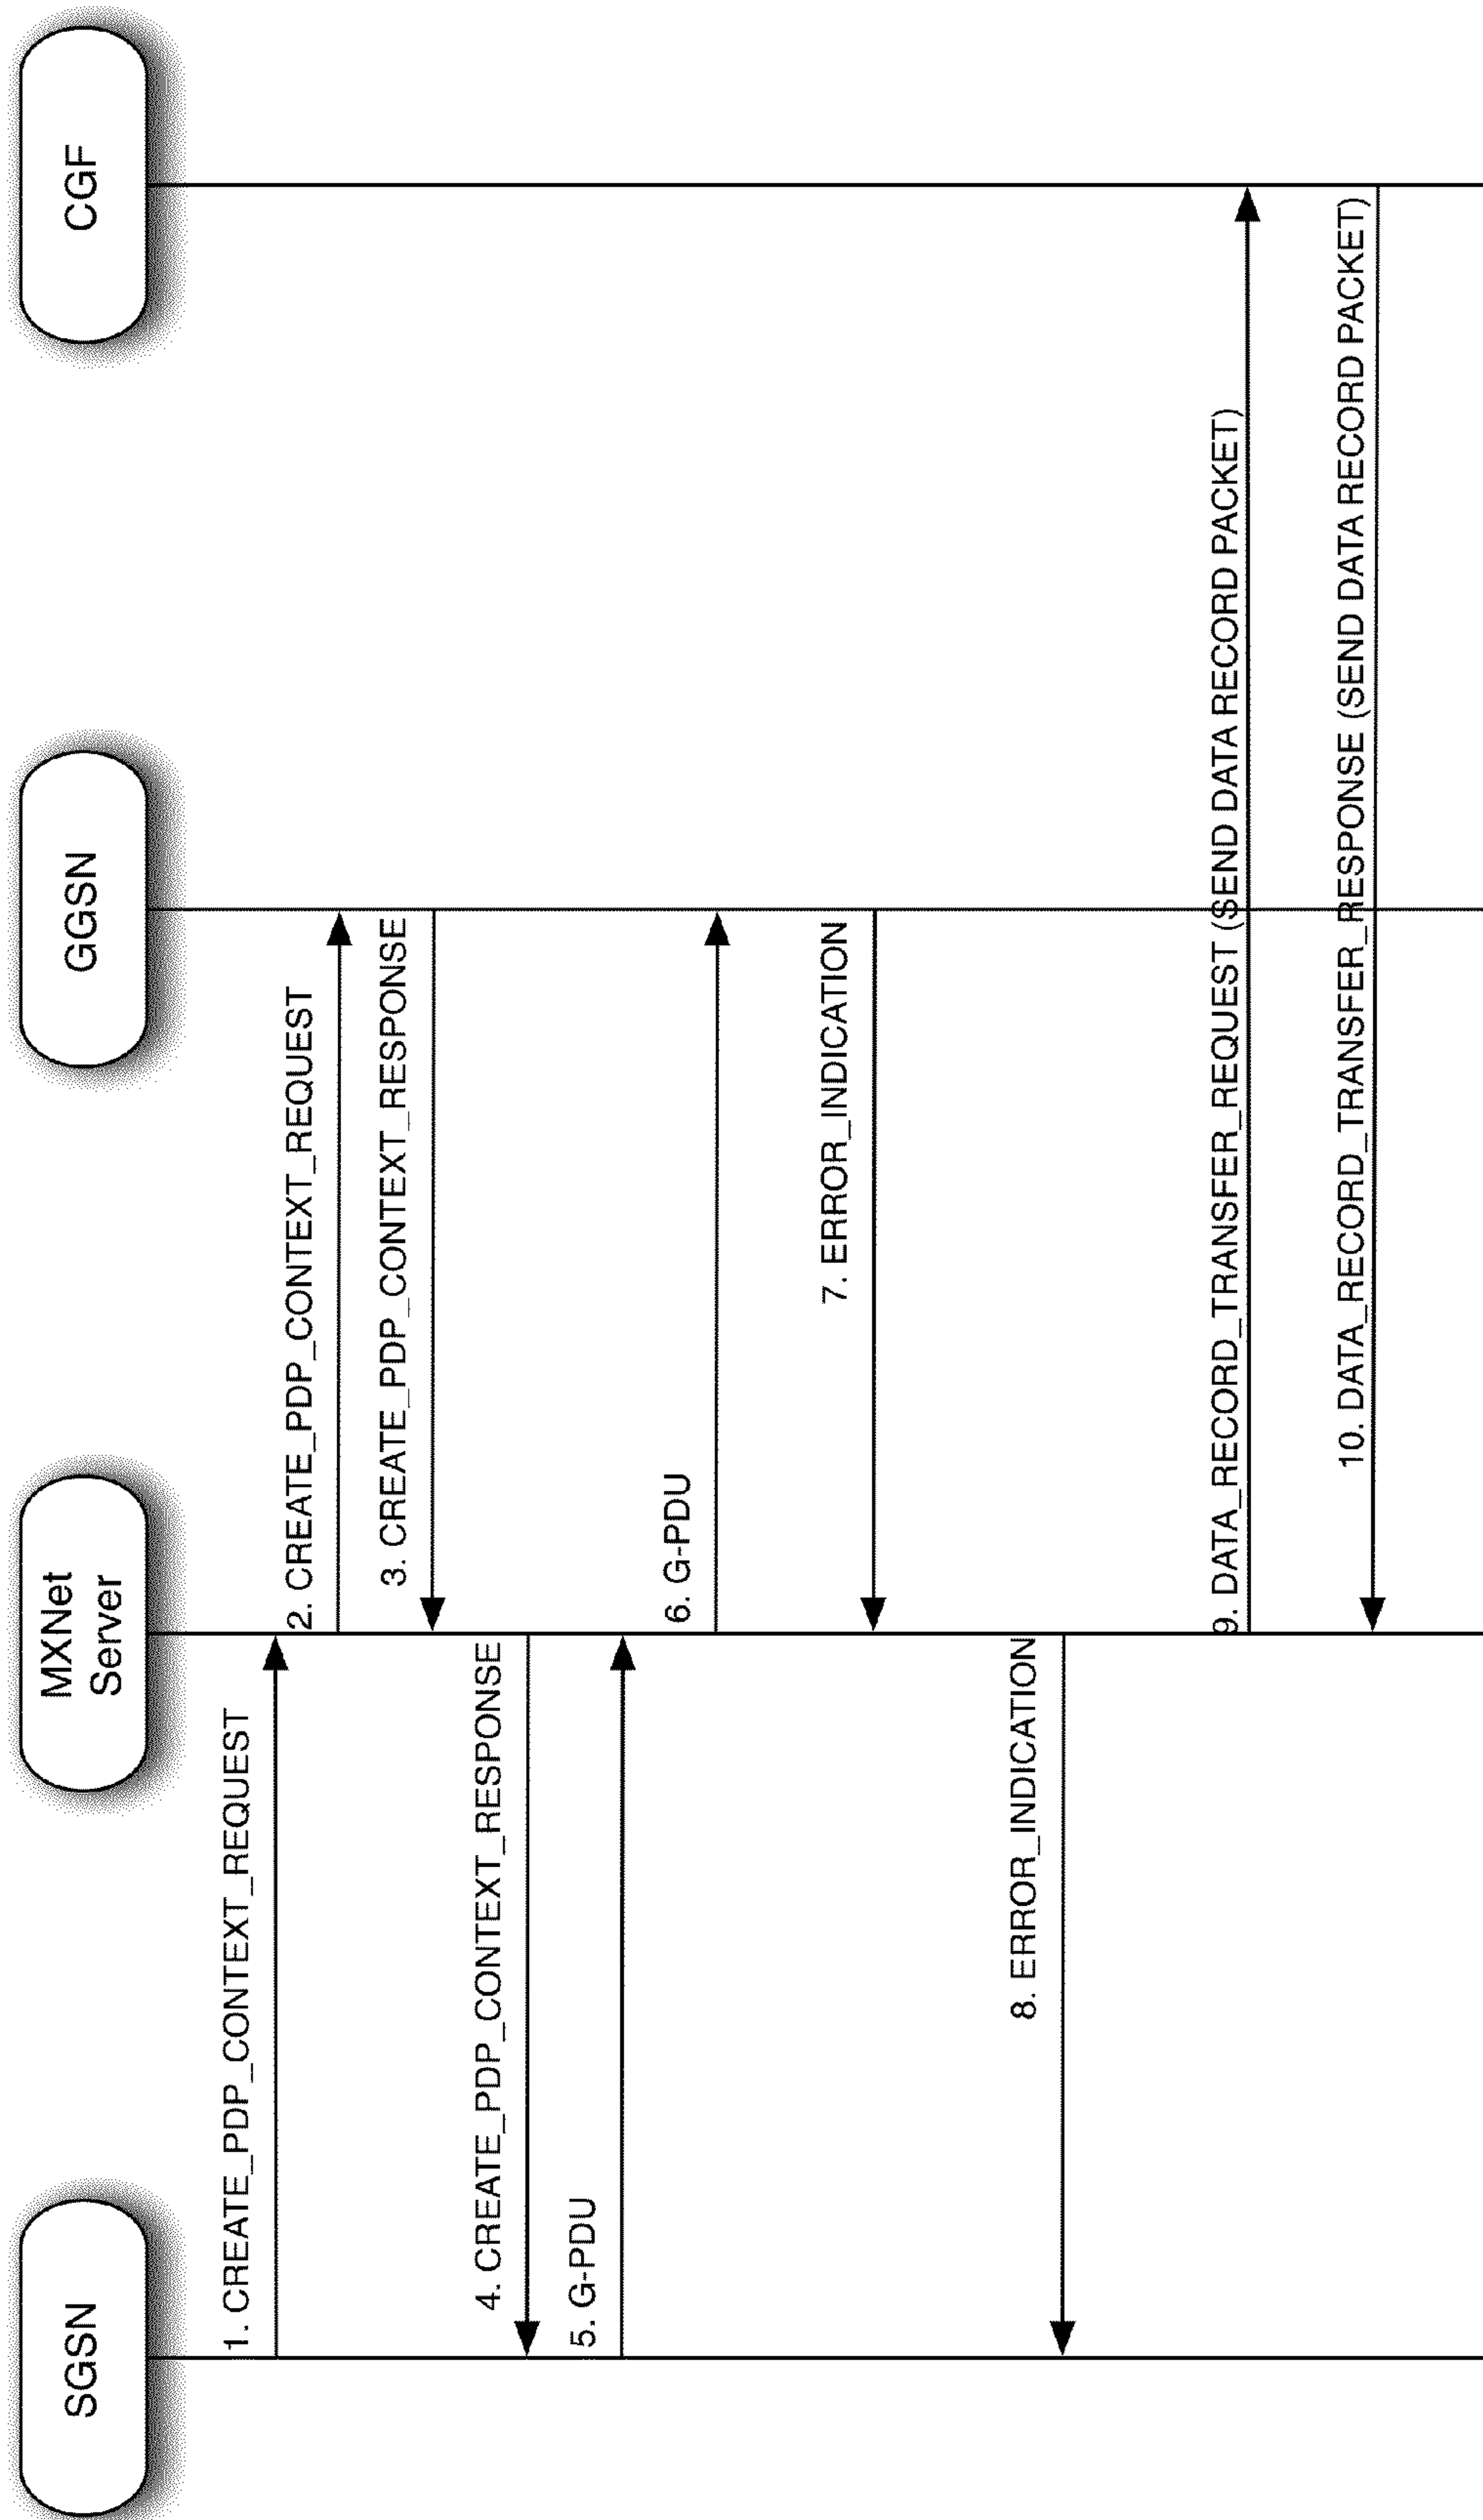 SGSN
MXNet
Server
GGSN
CGF
1. CREATE_PDP_CONTEXT_REQUEST
2. CREATE_PDP_CONTEXT_REQUEST
3. CREATE_PDP_CONTEXT_RESPONSE
4. CREATE_PDP_CONTEXT_RESPONSE
5. G-PDU
6. G-PDU
7. ERROR_INDICATION
8. ERROR_INDICATION
9. DATA_RECORD_TRANSFER_REQUEST (SEND DATA RECORD PACKET)
10. DATA_RECORD_TRANSFER_RESPONSE (SEND DATA RECORD PACKET)